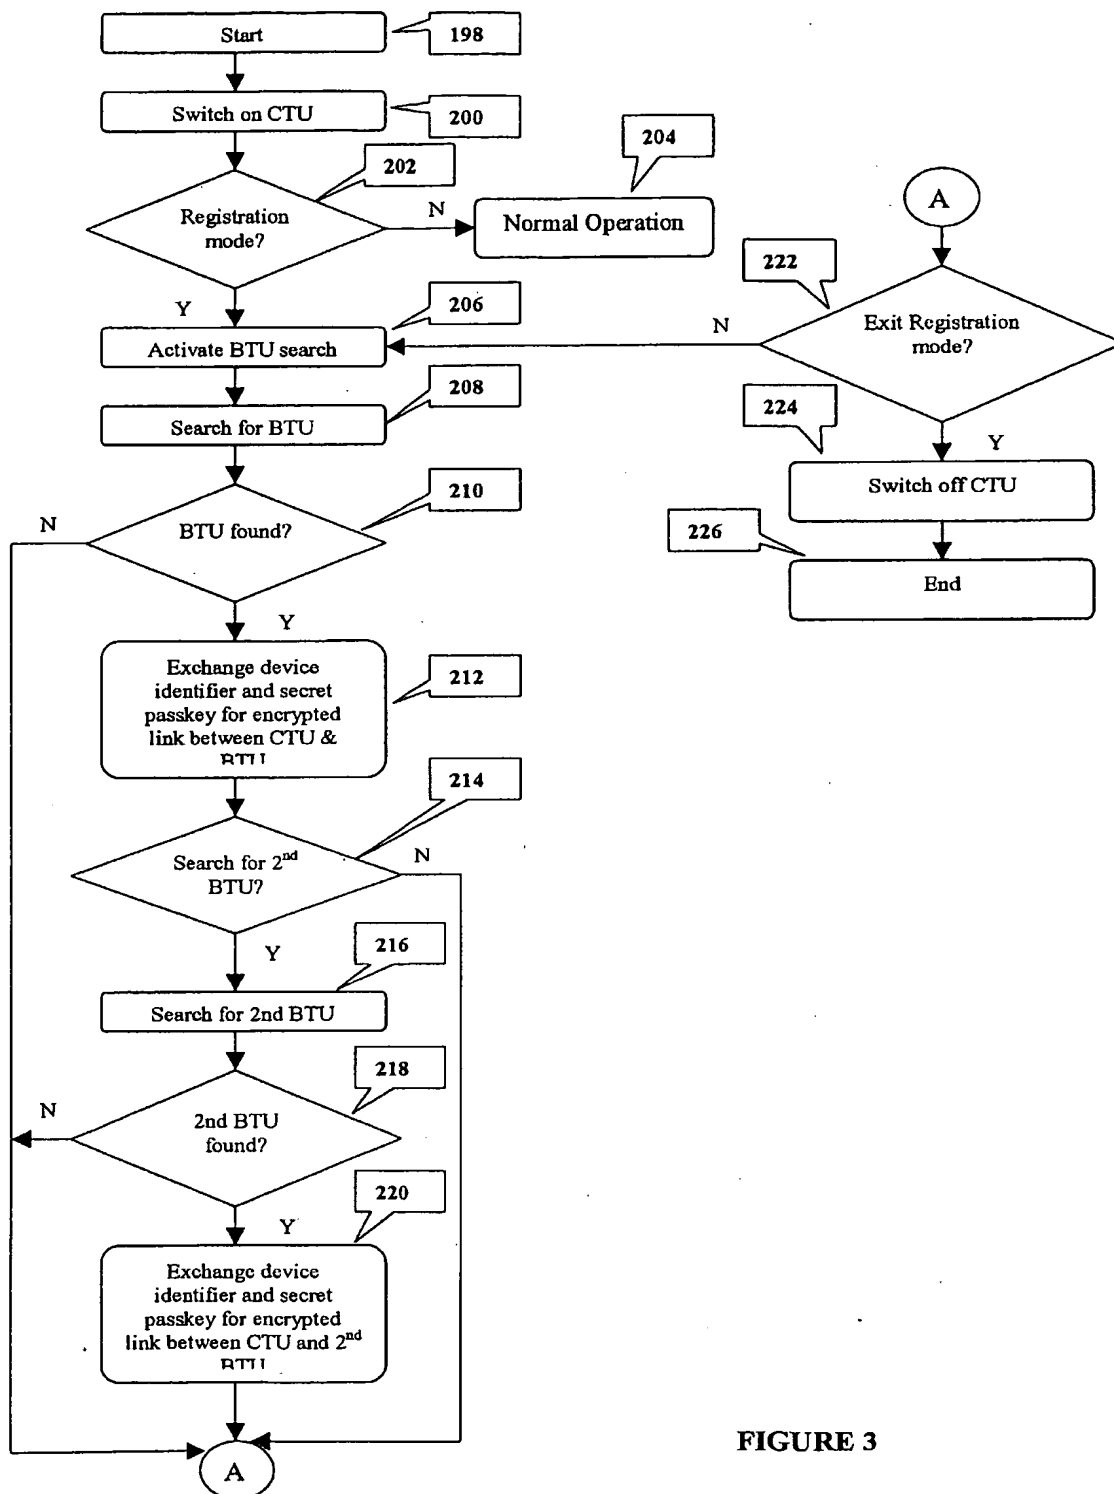 Start
198
Switch on CTU
200
202
Registration
mode?
N
204
Normal Operation
Y
206
Activate BTU search
208
Search for BTU
210
BTU found?
N
Y
Exchange device
identifier and secret
passkey for encrypted
link between CTU &
BTU
212
214
Search for 2nd
BTU?
N
Y
216
Search for 2nd BTU
218
2nd BTU
found?
N
Y
220
Exchange device
identifier and secret
passkey for encrypted
link between CTU and 2nd
BTU
A
A
222
Exit Registration
mode?
N
Y
224
Switch off CTU
226
End
FIGURE 3